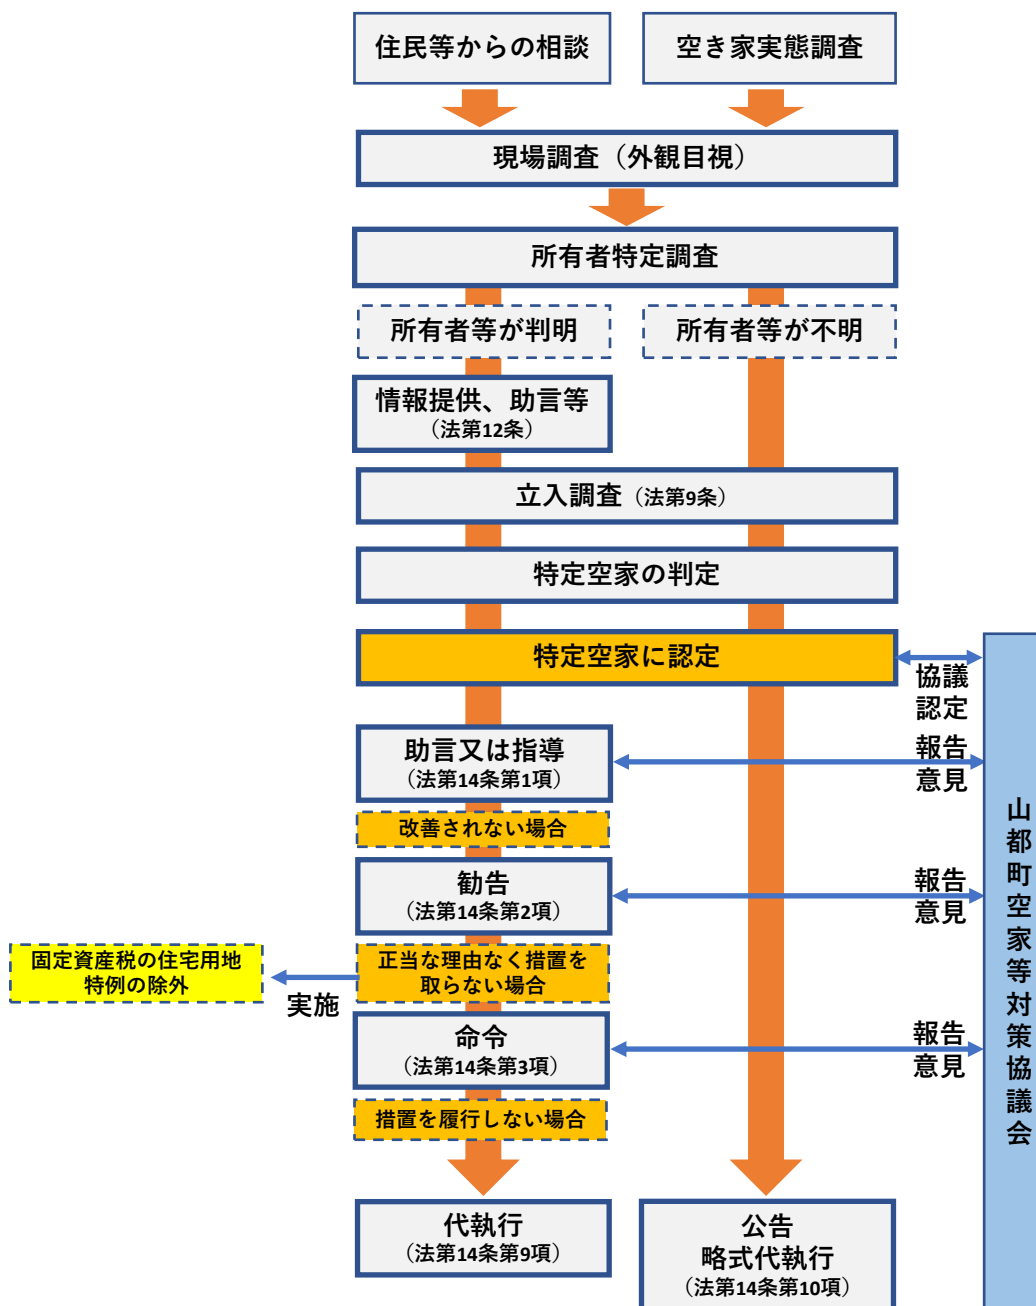 住民等からの相談
空き家実態調査
現場調査（外観目視）
所有者特定調査
所有者等が判明
所有者等が不明
情報提供、助言等
（法第12条）
立入調査（法第9条）
特定空家の判定
特定空家に認定
協議
認定
助言又は指導
（法第14条第1項）
報告
意見
改善されない場合
勧告
（法第14条第2項）
報告
意見
正当な理由なく措置を
取らない場合
実施
固定資産税の住宅用地
特例の除外
命令
（法第14条第3項）
報告
意見
措置を履行しない場合
代執行
（法第14条第9項）
公告
略式代執行
（法第14条第10項）
山都町空家等対策協議会